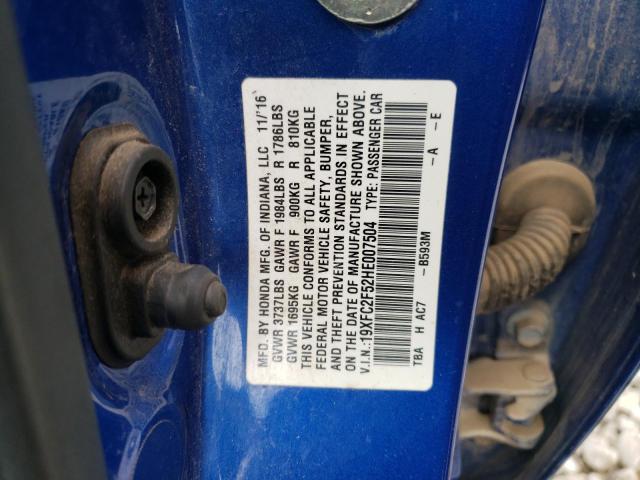 MFD. BY HONDA MFG. OF INDIANA, LLC 11/'16
GVWR 3737LBS GAWR F 1984LBS R 1786LBS
GVWR 1695KG GAWR F 900KG R 810KG
THIS VEHICLE CONFORMS TO ALL APPLICABLE
FEDERAL MOTOR VEHICLE SAFETY, BUMPER,
AND THEFT PREVENTION STANDARDS IN EFFECT
ON THE DATE OF MANUFACTURE SHOWN ABOVE.
V.I.N.:19XFC2F52HE007504 TYPE: PASSENGER CAR
TBA H AC7 -B593M -A -E